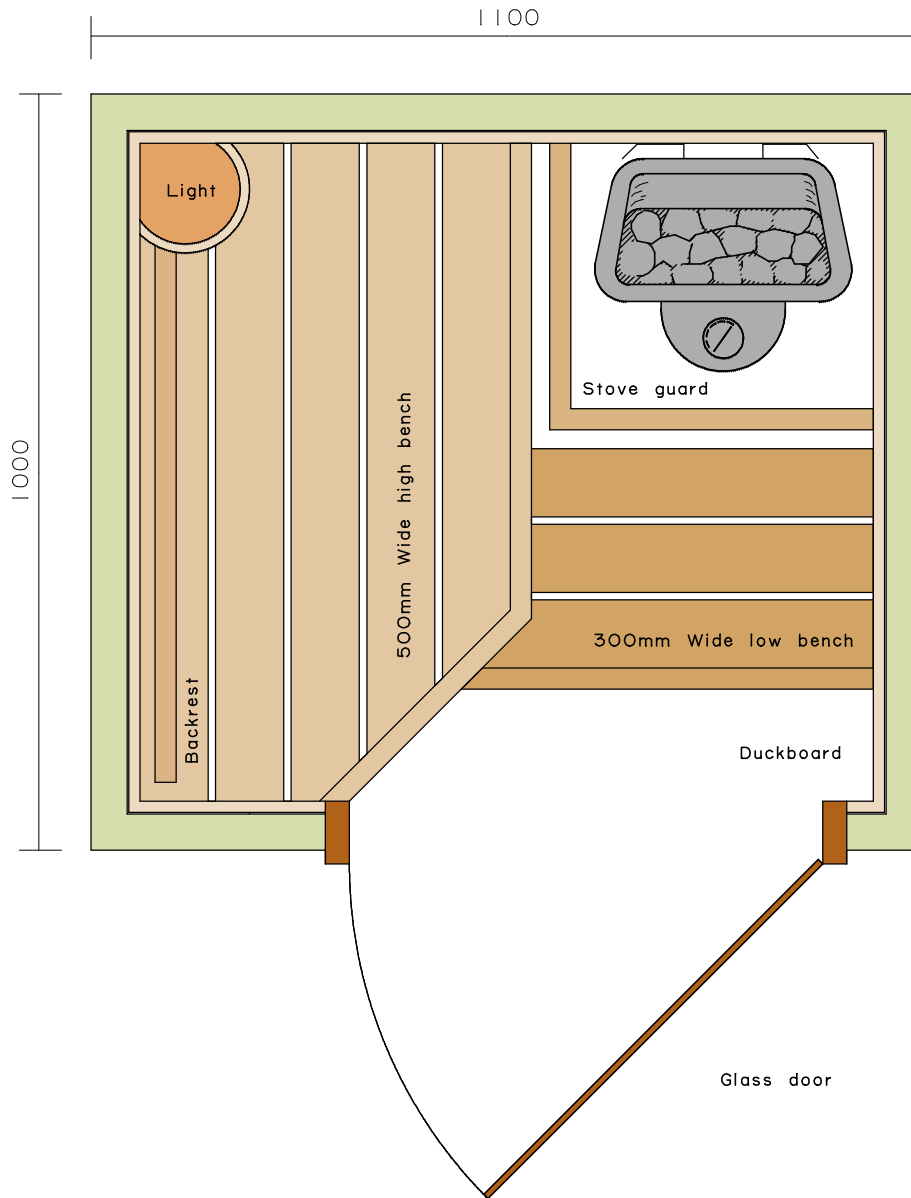 1100
Light
Stove guard
500mm Wide high bench
1000
300mm Wide low bench
Backrest
Duckboard
Glass door